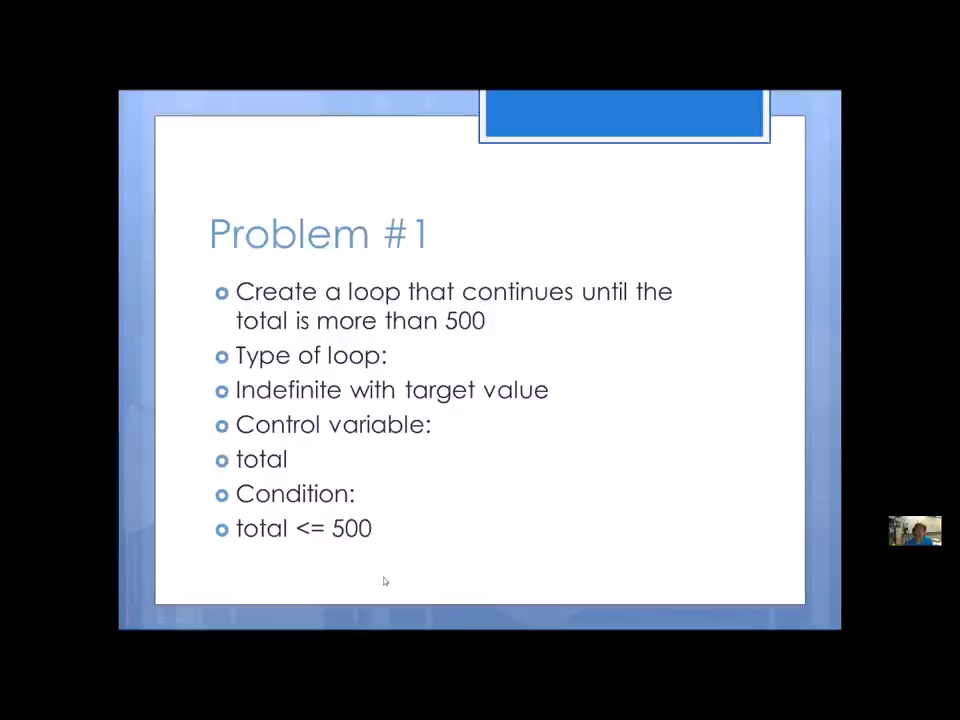 Problem #1
Create a loop that continues until the
total is more than 500
Type of loop:
Indefinite with target value
Control variable:
total
Condition:
total <= 500